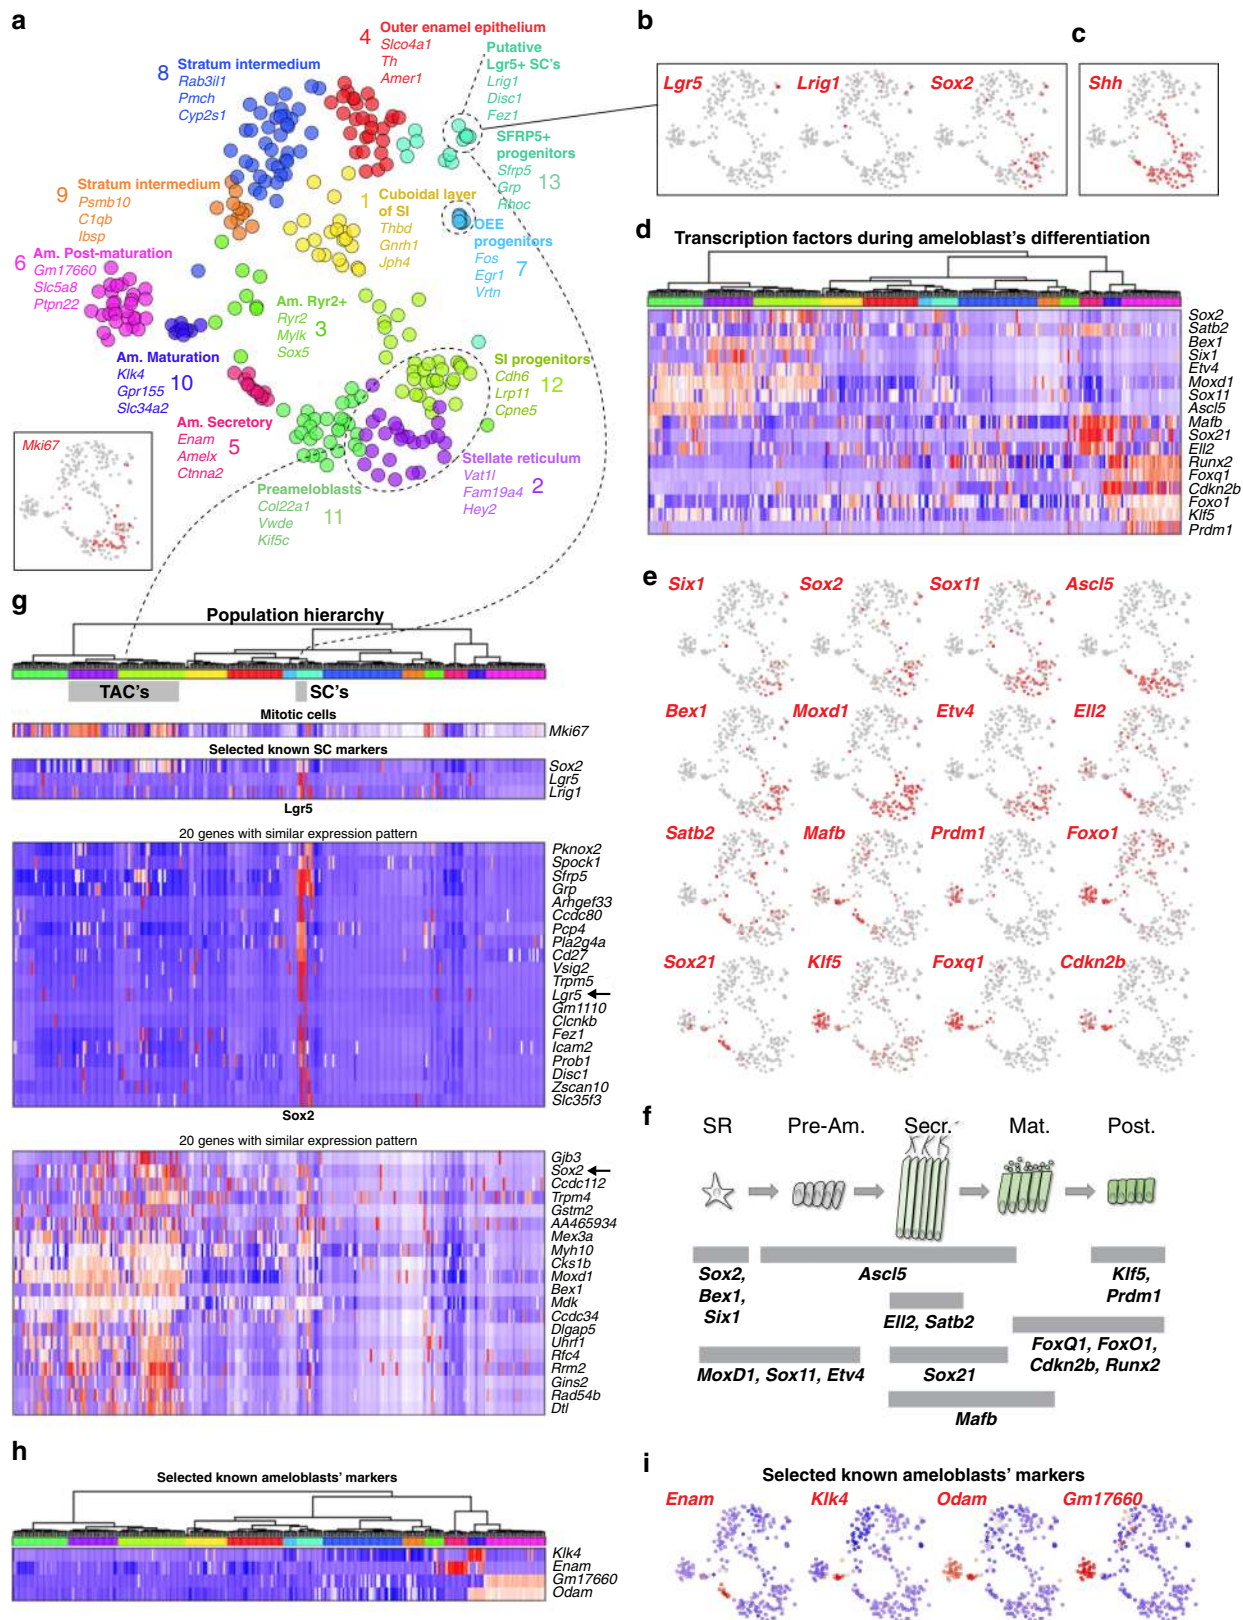 a
4
Outer enamel epithelium
Slco4a1
Th
Amer1
Putative
Lgr5+ SC's
Lrig1
Disc1
Fez1
8
Stratum intermedium
Rab3il1
Pmch
Cyp2s1
SFRP5+
progenitors
Sfrp5
Grp
Rhoc
13
9
Stratum intermedium
Psmb10
C1qb
Ibsp
1
Cuboidal layer
of SI
Thbd
Gnrh1
Jph4
OEE
progenitors
Fos
Egr1
Vrtn
7
6
Am. Post-maturation
Gm17660
Slc5a8
Ptpn22
Am. Ryr2+
Ryr2
Mylk
Sox5
3
Am. Maturation
Klk4
Gpr155
Slc34a2
10
SI progenitors
Cdh6
Lrp11
Cpne5
12
Am. Secretory
Enam
Amelx
Ctnna2
5
Stellate reticulum
Vat1l
Fam19a4
Hey2
2
Preameloblasts
Col22a1
Vwde
Kif5c
11
Mki67
b
Lgr5
Lrig1
Sox2
c
Shh
d
Transcription factors during ameloblast's differentiation
Sox2
Satb2
Bex1
Six1
Etv4
Moxd1
Sox11
Ascl5
Mafb
Sox21
Ell2
Runx2
Foxq1
Cdkn2b
Foxo1
Klf5
Prdm1
e
Six1
Sox2
Sox11
Ascl5
Bex1
Moxd1
Etv4
Ell2
Satb2
Mafb
Prdm1
Foxo1
Sox21
Klf5
Foxq1
Cdkn2b
f
SR
Pre-Am.
Secr.
Mat.
Post.
Sox2,
Bex1,
Six1
Ascl5
Klf5,
Prdm1
Ell2, Satb2
FoxQ1, FoxO1,
Cdkn2b, Runx2
MoxD1, Sox11, Etv4
Sox21
Mafb
g
Population hierarchy
TAC's
SC's
Mitotic cells
Mki67
Selected known SC markers
Sox2
Lgr5
Lrig1
Lgr5
20 genes with similar expression pattern
Pknox2
Spock1
Sfrp5
Grp
Arhgef33
Ccdc80
Pcp4
Pla2g4a
Cd27
Vsig2
Trpm5
Lgr5
Gm1110
Clcnkb
Fez1
Icam2
Prob1
Disc1
Zscan10
Slc35f3
Sox2
20 genes with similar expression pattern
Gjb3
Sox2
Ccdc112
Trpm4
Gstm2
AA465934
Mex3a
Myh10
Cks1b
Moxd1
Bex1
Mdk
Ccdc34
Dlgap5
Uhrf1
Rfc4
Rrm2
Gins2
Rad54b
Dtl
h
Selected known ameloblasts' markers
Klk4
Enam
Gm17660
Odam
i
Selected known ameloblasts' markers
Enam
Klk4
Odam
Gm17660